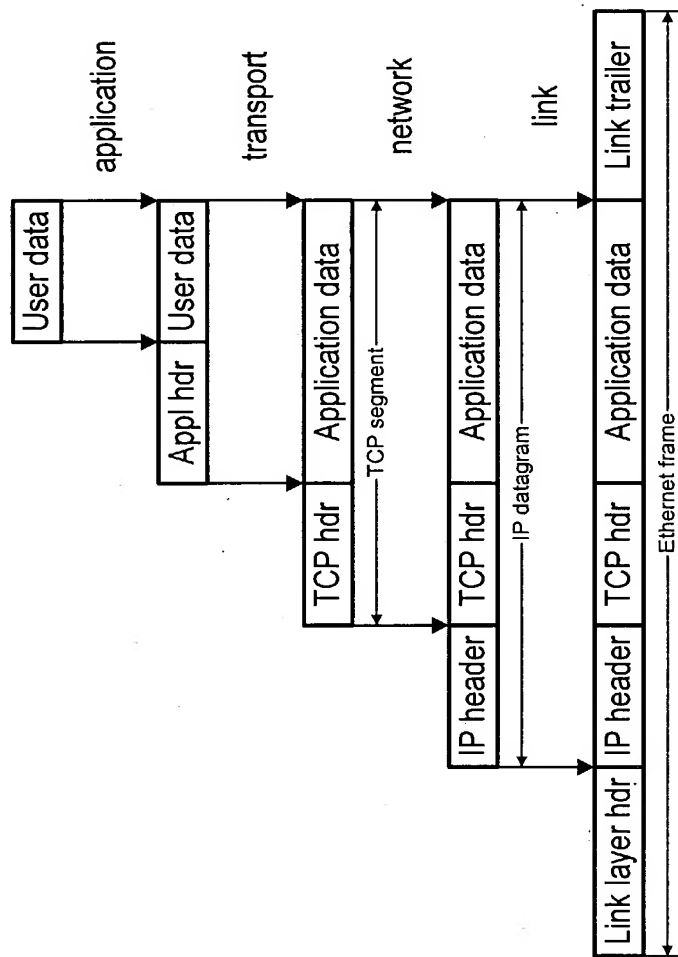 User data
application
Appl hdr
User data
transport
TCP hdr
Application data
TCP segment
network
IP header
TCP hdr
Application data
IP datagram
link
Link layer hdr
IP header
TCP hdr
Application data
Link trailer
Ethernet frame